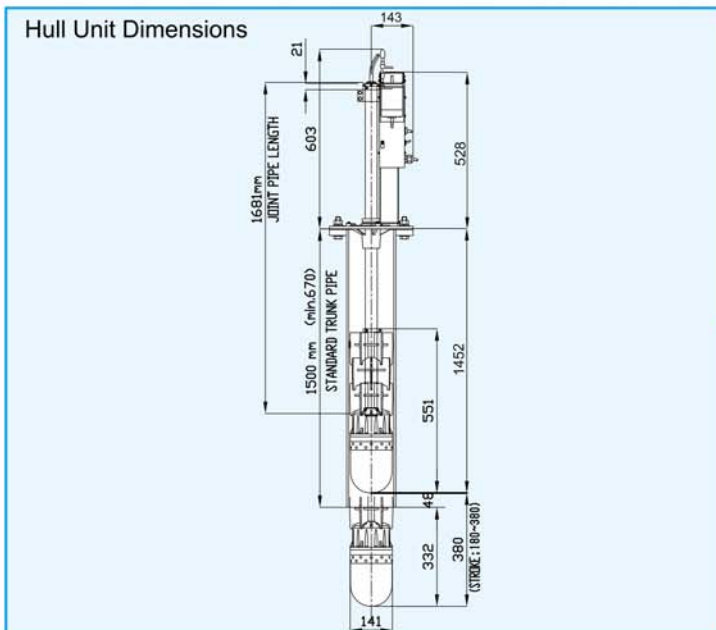 Hull Unit Dimensions
143
21
603
528
1681mm
JOINT PIPE LENGTH
1500 mm (min.670)
STANDARD TRUNK PIPE
1452
551
48
332
380
(STROKE:180~380)
141